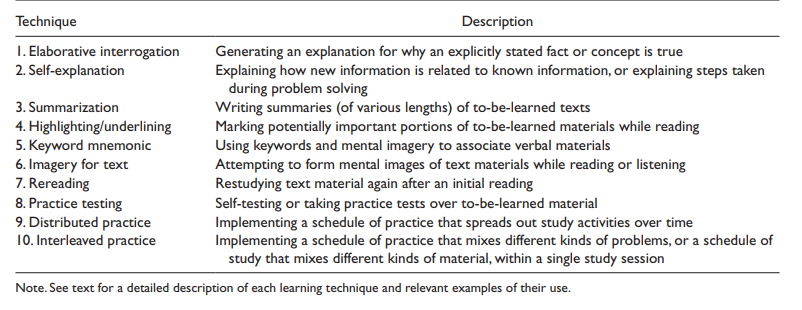 Technique Description
1. Elaborative interrogation Generating an explanation for why an explicitly stated fact or concept is true
2. Self-explanation Explaining how new information is related to known information, or explaining steps taken
during problem solving
3. Summarization Writing summaries (of various lengths) of to-be-learned texts
4. Highlighting/underlining Marking potentially important portions of to-be-learned materials while reading
5. Keyword mnemonic Using keywords and mental imagery to associate verbal materials
6. Imagery for text Attempting to form mental images of text materials while reading or listening
7. Rereading Restudying text material again after an initial reading
8. Practice testing Self-testing or taking practice tests over to-be-learned material
9. Distributed practice Implementing a schedule of practice that spreads out study activities over time
10. Interleaved practice Implementing a schedule of practice that mixes different kinds of problems, or a schedule of
study that mixes different kinds of material, within a single study session
Note. See text for a detailed description of each learning technique and relevant examples of their use.